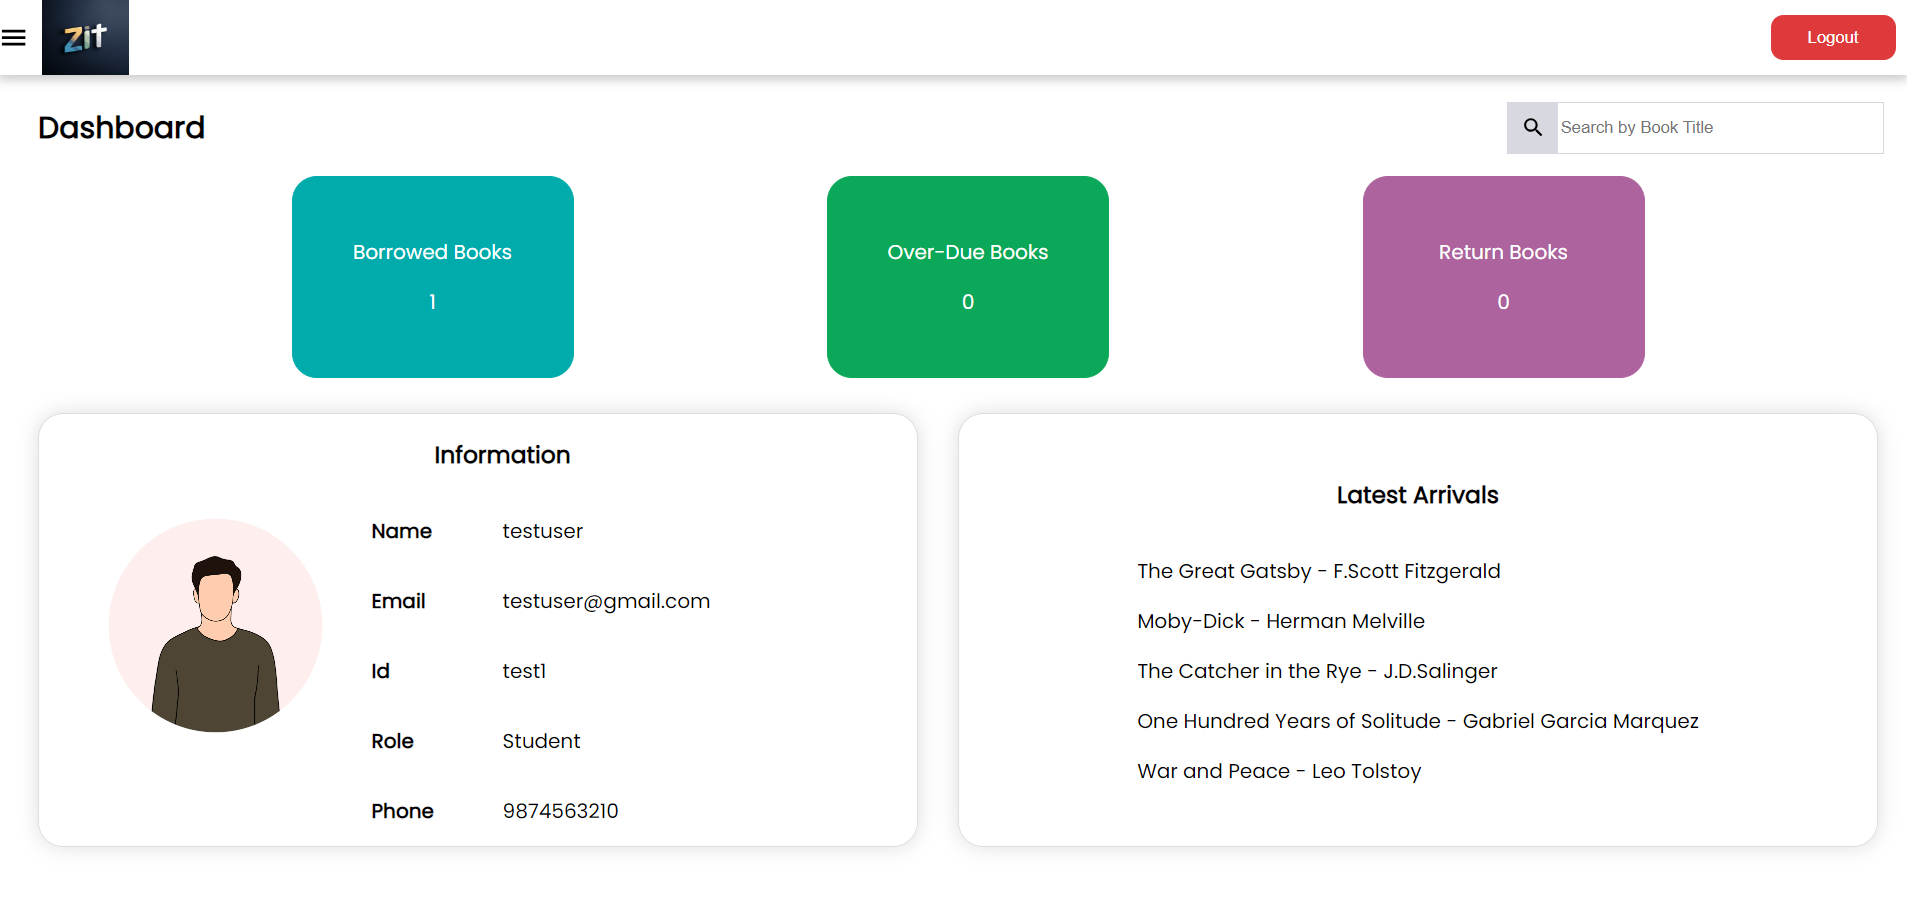 Zit
Logout
Dashboard
Search by Book Title
Borrowed Books
1
Over-Due Books
0
Return Books
0
Information
Name testuser
Email testuser@gmail.com
Id test1
Role Student
Phone 9874563210
Latest Arrivals
The Great Gatsby - F.Scott Fitzgerald
Moby-Dick - Herman Melville
The Catcher in the Rye - J.D.Salinger
One Hundred Years of Solitude - Gabriel Garcia Marquez
War and Peace - Leo Tolstoy